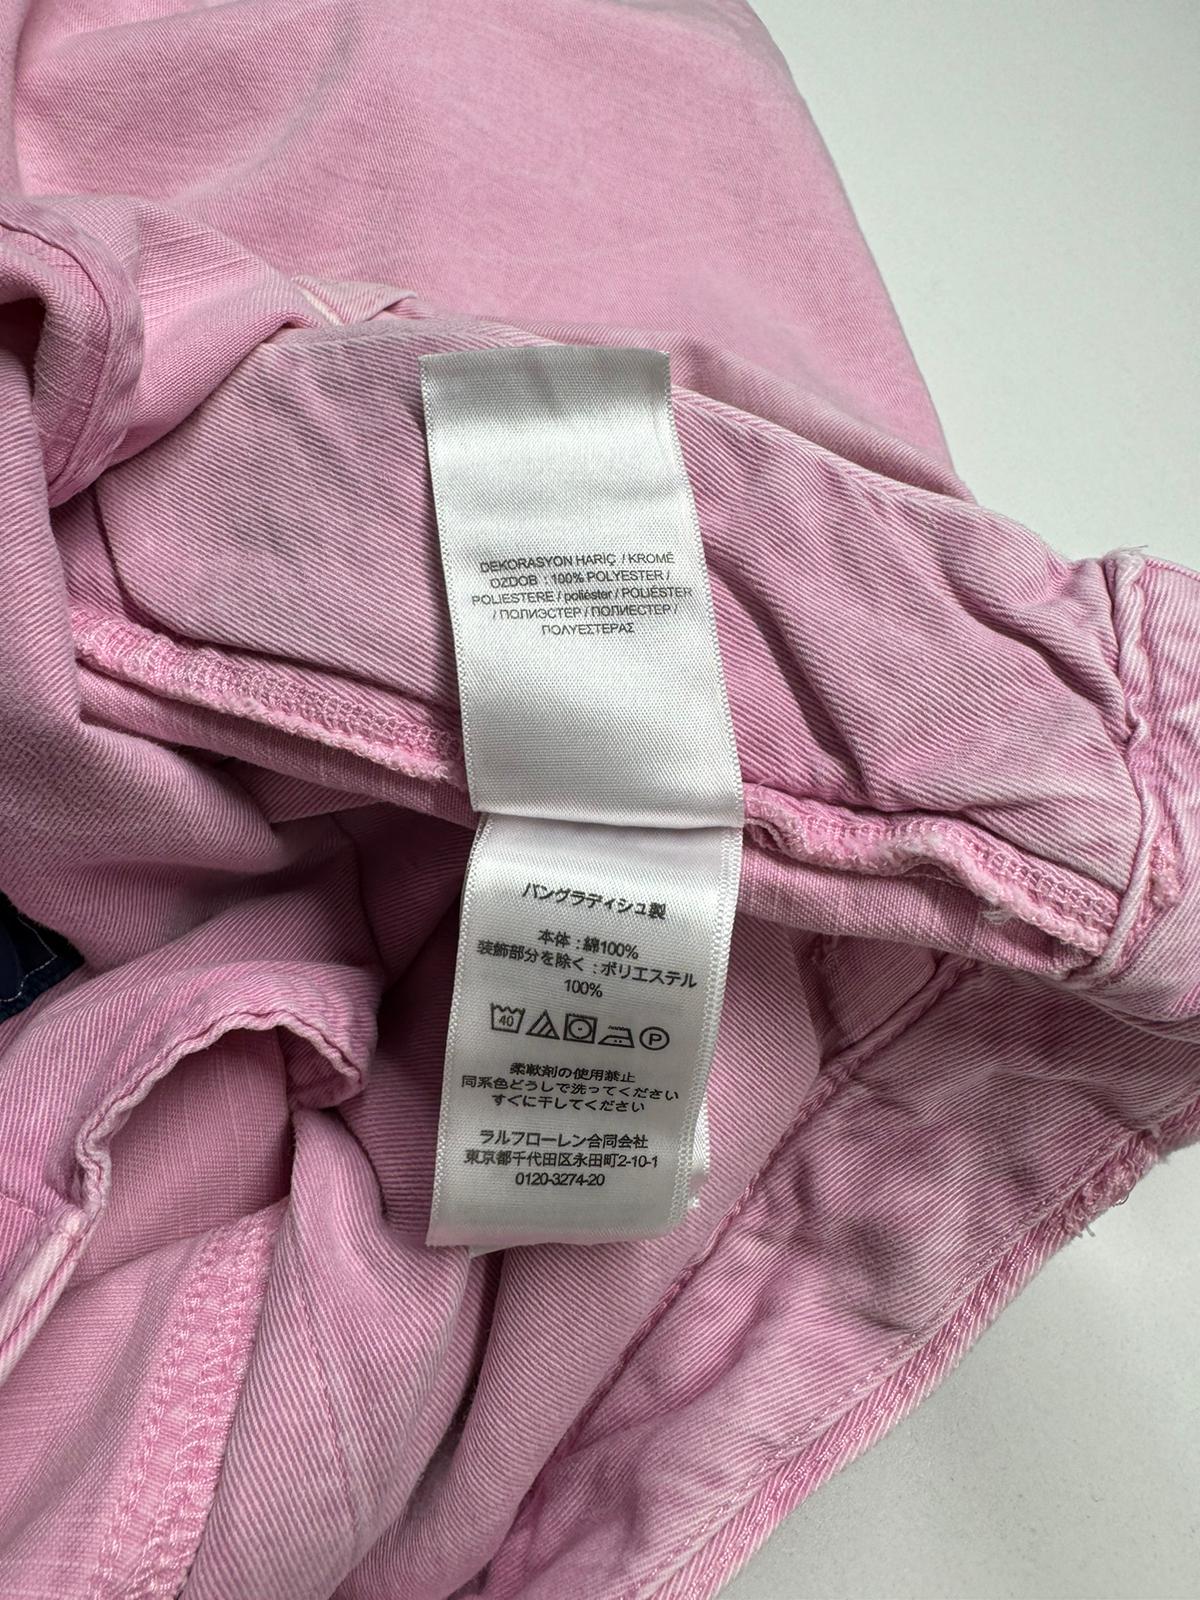 DEKORASYON HARİÇ / KROMĚ
OZDOB : 100% POLYESTER /
POLIESTERE / poliéster / POLIESTER
/ ПОЛИЭСТЕР / ПОЛИЕСТЕР /
ΠΟΛΥΕΣΤΕΡΑΣ
バングラディシュ製
本体 : 綿100%
装飾部分を除く : ポリエステル
100%
40 P
柔軟剤の使用禁止
同系色どうしで洗ってください
すぐに干してください
ラルフローレン合同会社
東京都千代田区永田町2-10-1
0120-3274-20